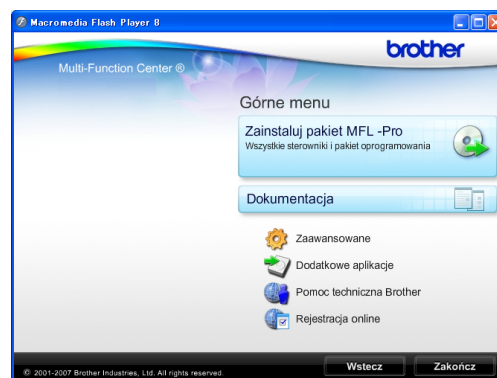 Macromedia Flash Player 8
brother
Multi-Function Center ®
Górne menu
Zainstaluj pakiet MFL -Pro
Wszystkie sterowniki i pakiet oprogramowania
Dokumentacja
Zaawansowane
Dodatkowe aplikacje
Pomoc techniczna Brother
Rejestracja online
© 2001-2007 Brother Industries, Ltd. All rights reserved.
Wstecz
Zakończ